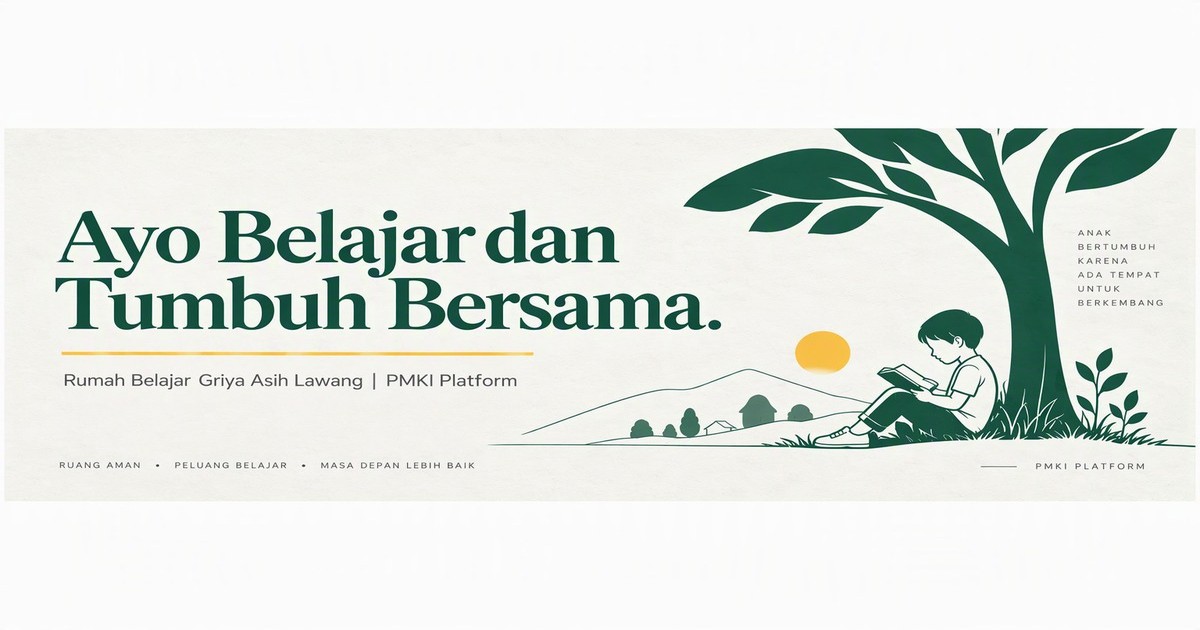 Ayo Belajar dan
Tumbuh Bersama.
Rumah Belajar Griya Asih Lawang | PMKI Platform
RUANG AMAN • PELUANG BELAJAR • MASA DEPAN LEBIH BAIK
ANAK
BERTUMBUH
KARENA
ADA TEMPAT
UNTUK
BERKEMBANG
PMKI PLATFORM